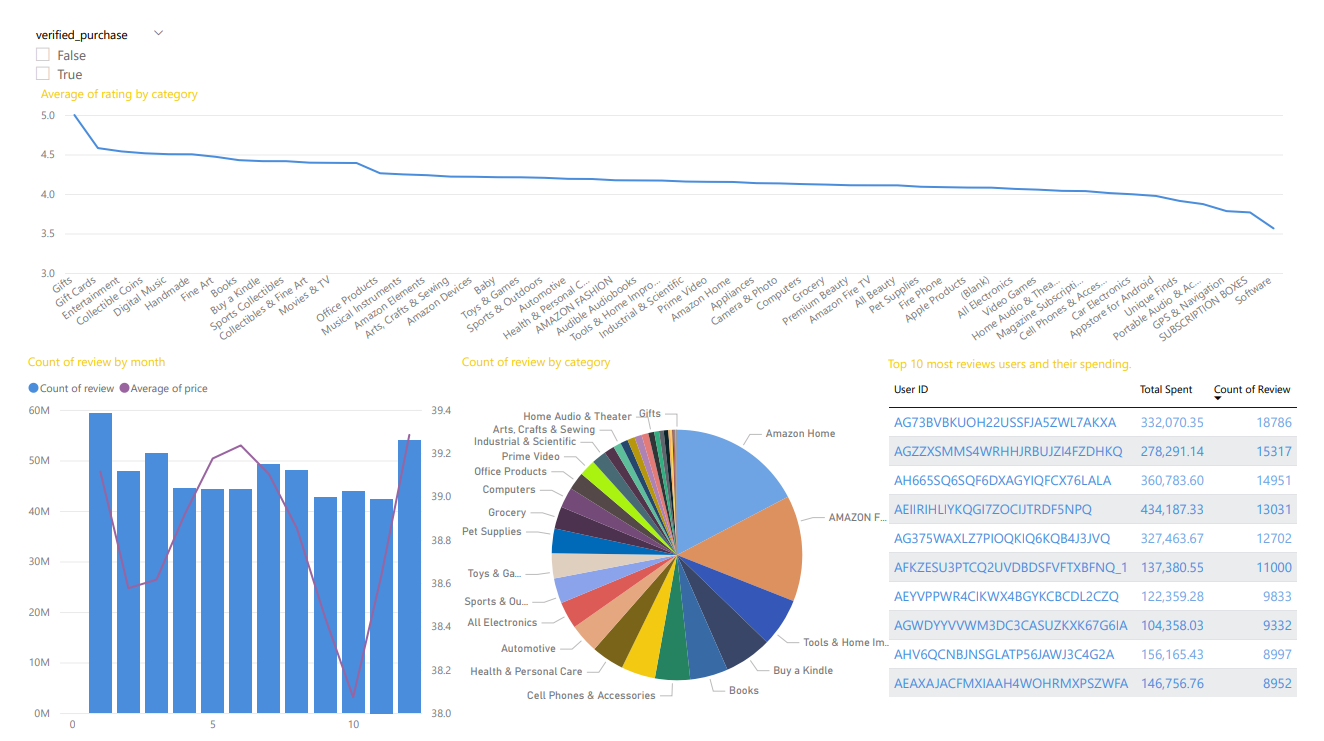 verified_purchase
False
True
Average of rating by category
5.0
4.5
4.0
3.5
3.0
Gifts
Gift Cards
Entertainment
Collectible Coins
Digital Music
Handmade
Fine Art
Books
Buy a Kindle
Sports Collectibles
Collectibles & Fine Art
Movies & TV
Office Products
Musical Instruments
Amazon Elements
Arts, Crafts & Sewing
Amazon Devices
Baby
Toys & Games
Sports & Outdoors
Automotive
Health & Personal C...
AMAZON FASHION
Audible Audiobooks
Tools & Home Impro...
Industrial & Scientific
Prime Video
Amazon Home
Appliances
Camera & Photo
Computers
Grocery
Premium Beauty
Amazon Fire TV
All Beauty
Pet Supplies
Fire Phone
Apple Products
(Blank)
All Electronics
Video Games
Home Audio & Thea...
Magazine Subscripti...
Cell Phones & Acces...
Car Electronics
Appstore for Android
Unique Finds
Portable Audio & Ac...
GPS & Navigation
SUBSCRIPTION BOXES
Software
Count of review by month
Count of review
Average of price
60M
50M
40M
30M
20M
10M
0M
39.4
39.2
39.0
38.8
38.6
38.4
38.2
38.0
0
5
10
Count of review by category
Gifts
Home Audio & Theater
Arts, Crafts & Sewing
Industrial & Scientific
Prime Video
Office Products
Computers
Grocery
Pet Supplies
Toys & Ga...
Sports & Ou...
All Electronics
Automotive
Health & Personal Care
Cell Phones & Accessories
Books
Buy a Kindle
Tools & Home Im...
AMAZON F...
Amazon Home
Top 10 most reviews users and their spending.
User ID Total Spent Count of Review
AG73BVBKUOH22USSFJA5ZWL7AKXA 332,070.35 18786
AGZZXSMMS4WRHHJRBUJZI4FZDHKQ 278,291.14 15317
AH665SQ6SQF6DXAGYIQFCX76LALA 360,783.60 14951
AEIIRIHLIYKQGI7ZOCIJTRDF5NPQ 434,187.33 13031
AG375WAXLZ7PIOQKIQ6KQB4J3JVQ 327,463.67 12702
AFKZESU3PTCQ2UVDBDSFVFTXBFNQ_1 137,380.55 11000
AEYVPPWR4CIKWX4BGYKCBCDL2CZQ 122,359.28 9833
AGWDYYVVWM3DC3CASUZKXK67G6IA 104,358.03 9332
AHV6QCNBJNSGLATP56JAWJ3C4G2A 156,165.43 8997
AEAXAJACFMXIAAH4WOHRMXPSZWFA 146,756.76 8952